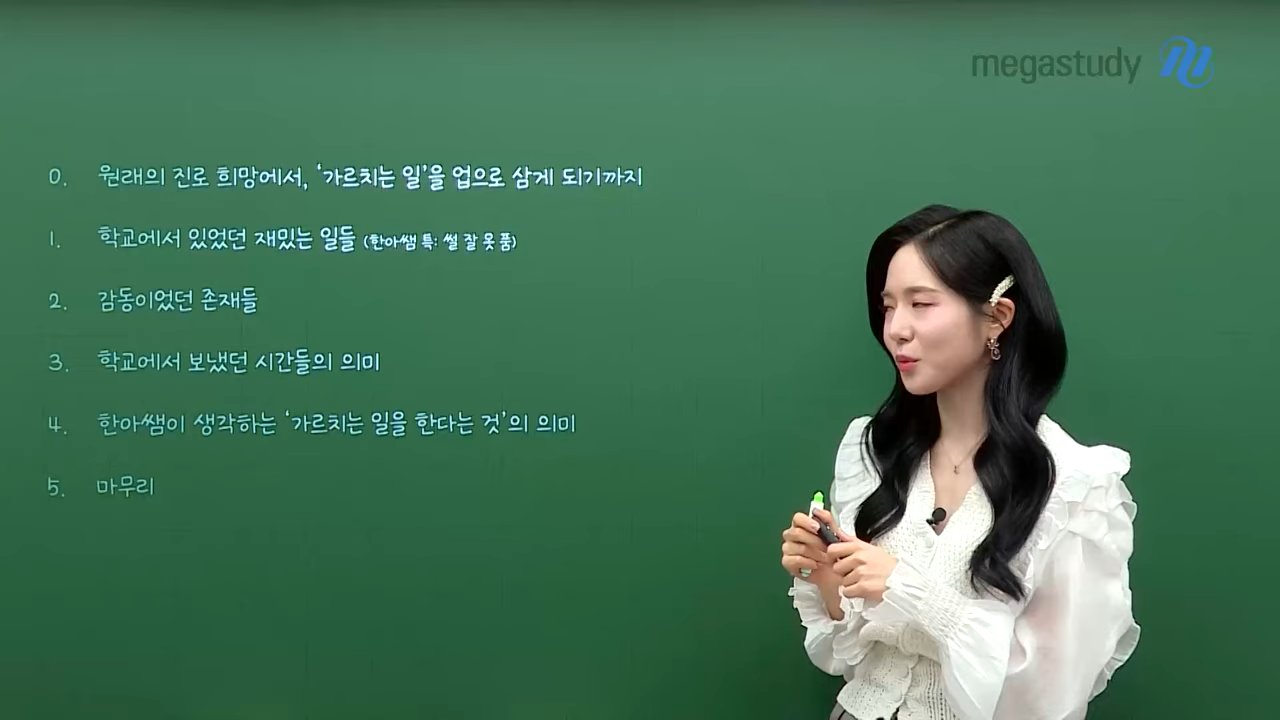 megastudy
0. 원래의 진로 희망에서, ‘가르치는 일’을 업으로 삼게 되기까지
1. 학교에서 있었던 재밌는 일들 (한아쌤 특: 썰 잘 못 품)
2. 감동이었던 존재들
3. 학교에서 보냈던 시간들의 의미
4. 한아쌤이 생각하는 ‘가르치는 일을 한다는 것’의 의미
5. 마무리